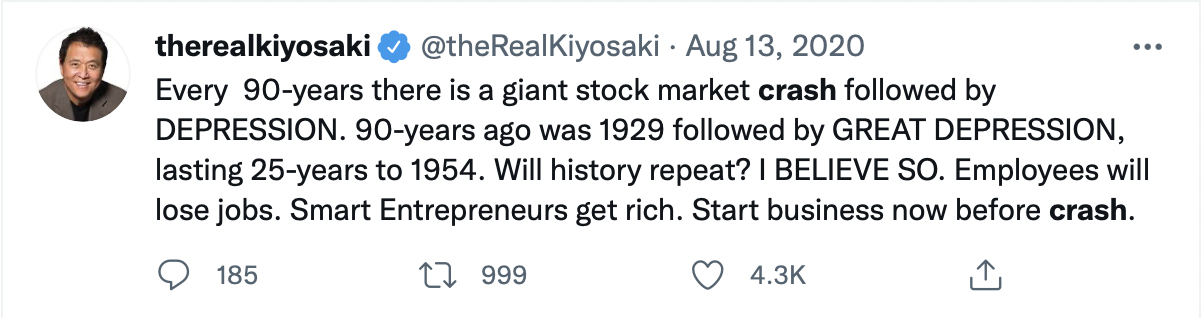 therealkiyosaki @theRealKiyosaki · Aug 13, 2020
Every  90-years there is a giant stock market crash followed by
DEPRESSION. 90-years ago was 1929 followed by GREAT DEPRESSION,
lasting 25-years to 1954. Will history repeat? I BELIEVE SO. Employees will
lose jobs. Smart Entrepreneurs get rich. Start business now before crash.
185 999 4.3K